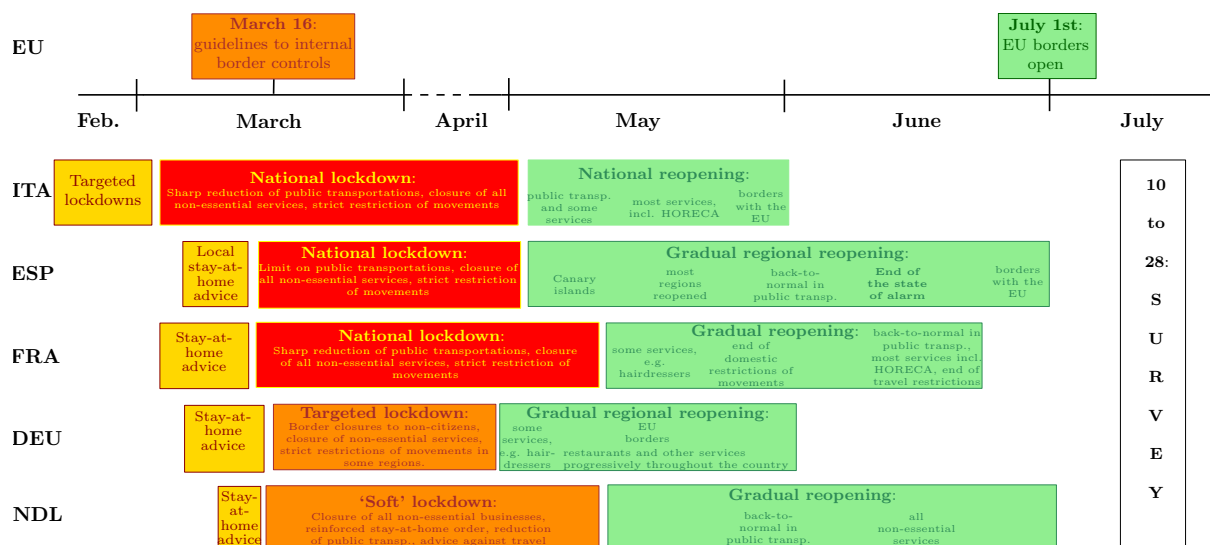 EU
March 16:
guidelines to internal
border controls
July 1st:
EU borders
open
Feb.
March
April
May
June
July
ITA
Targeted
lockdowns
National lockdown:
Sharp reduction of public transportations, closure of all
non-essential services, strict restriction of movements
National reopening:
public transp.
and some
services
most services,
incl. HORECA
borders
with the
EU
ESP
Local
stay-at-
home
advice
National lockdown:
Limit on public transportations, closure of
all non-essential services, strict restriction
of movements
Gradual regional reopening:
Canary
islands
most
regions
reopened
back-to-
normal in
public transp.
End of
the state
of alarm
borders
with the
EU
FRA
Stay-at-
home
advice
National lockdown:
Sharp reduction of public transportations, closure
of all non-essential services, strict restriction of
movements
Gradual reopening:
some services,
e.g.
hairdressers
end of
domestic
restrictions of
movements
back-to-normal in
public transp.,
most services incl.
HORECA, end of
travel restrictions
DEU
Stay-at-
home
advice
Targeted lockdown:
Border closures to non-citizens,
closure of non-essential services,
strict restrictions of movements in
some regions.
Gradual regional reopening:
some
services,
e.g. hair-
dressers
EU
borders
restaurants and other services
progressively throughout the country
NDL
Stay-
at-
home
advice
‘Soft’ lockdown:
Closure of all non-essential businesses,
reinforced stay-at-home order, reduction
of public transp., advice against travel
Gradual reopening:
back-to-
normal in
public transp.
all
non-essential
services
10
to
28:
S
U
R
V
E
Y